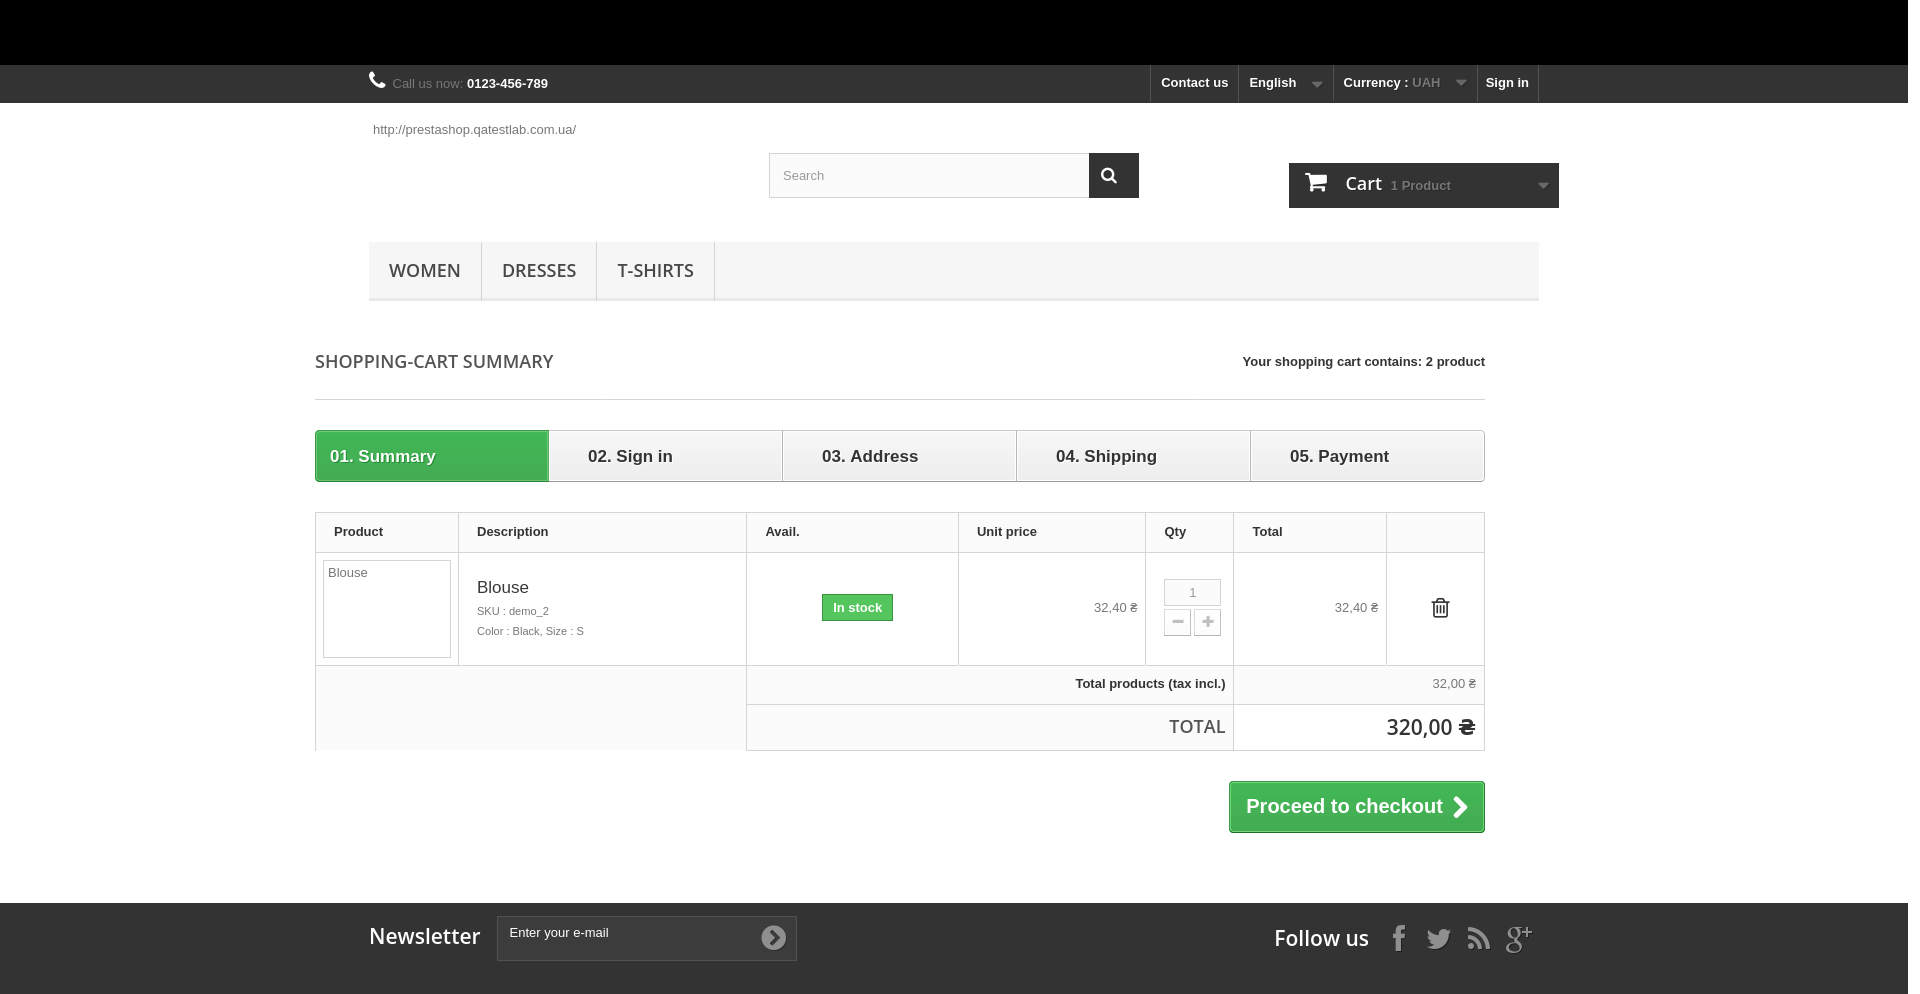 Call us now: 0123-456-789
Contact us
English
Currency : UAH
Sign in
http://prestashop.qatestlab.com.ua/
Search
Cart 1 Product
WOMEN
DRESSES
T-SHIRTS
SHOPPING-CART SUMMARY
Your shopping cart contains: 2 product
01. Summary
02. Sign in
03. Address
04. Shipping
05. Payment
Product
Description
Avail.
Unit price
Qty
Total
Blouse
Blouse
SKU : demo_2
Color : Black, Size : S
In stock
32,40 ₴
1
32,40 ₴
Total products (tax incl.)
32,00 ₴
TOTAL
320,00 ₴
Proceed to checkout
Newsletter
Enter your e-mail
Follow us